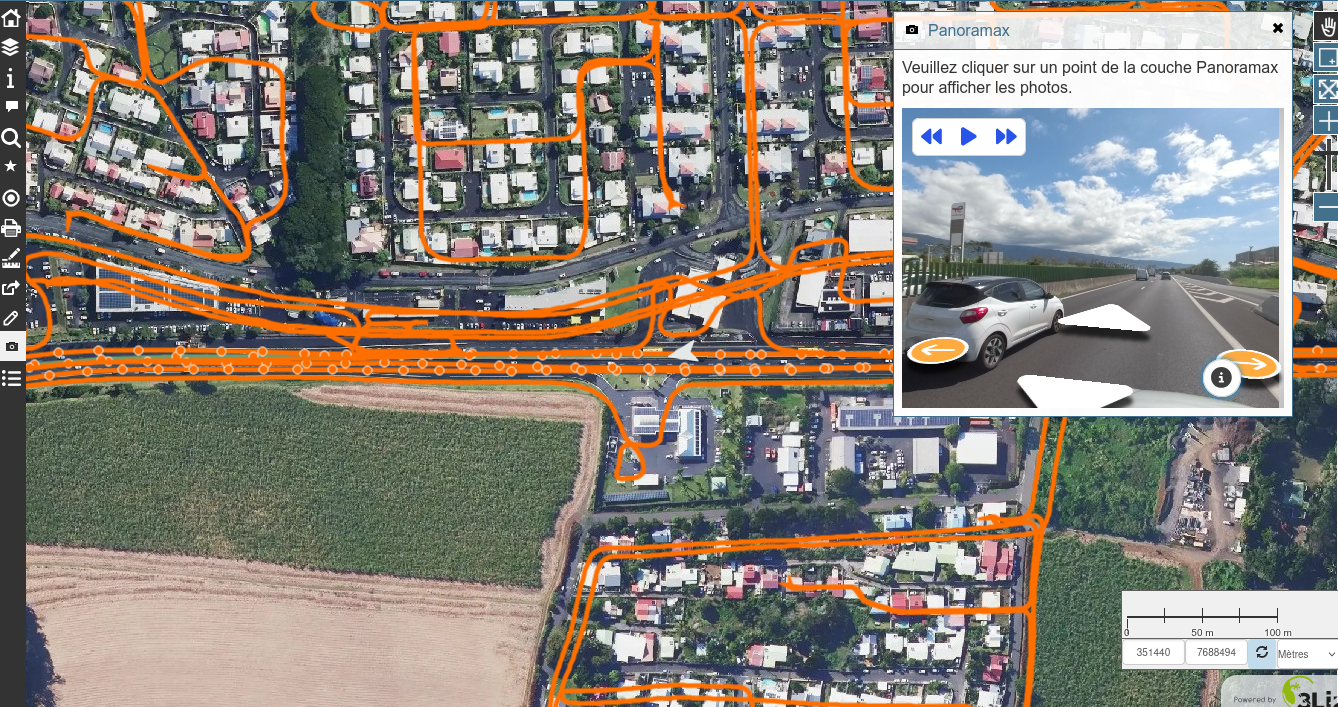 Panoramax
Veuillez cliquer sur un point de la couche Panoramax
pour afficher les photos.
0
50 m
100 m
351440
7688494
Mètres
Powered by